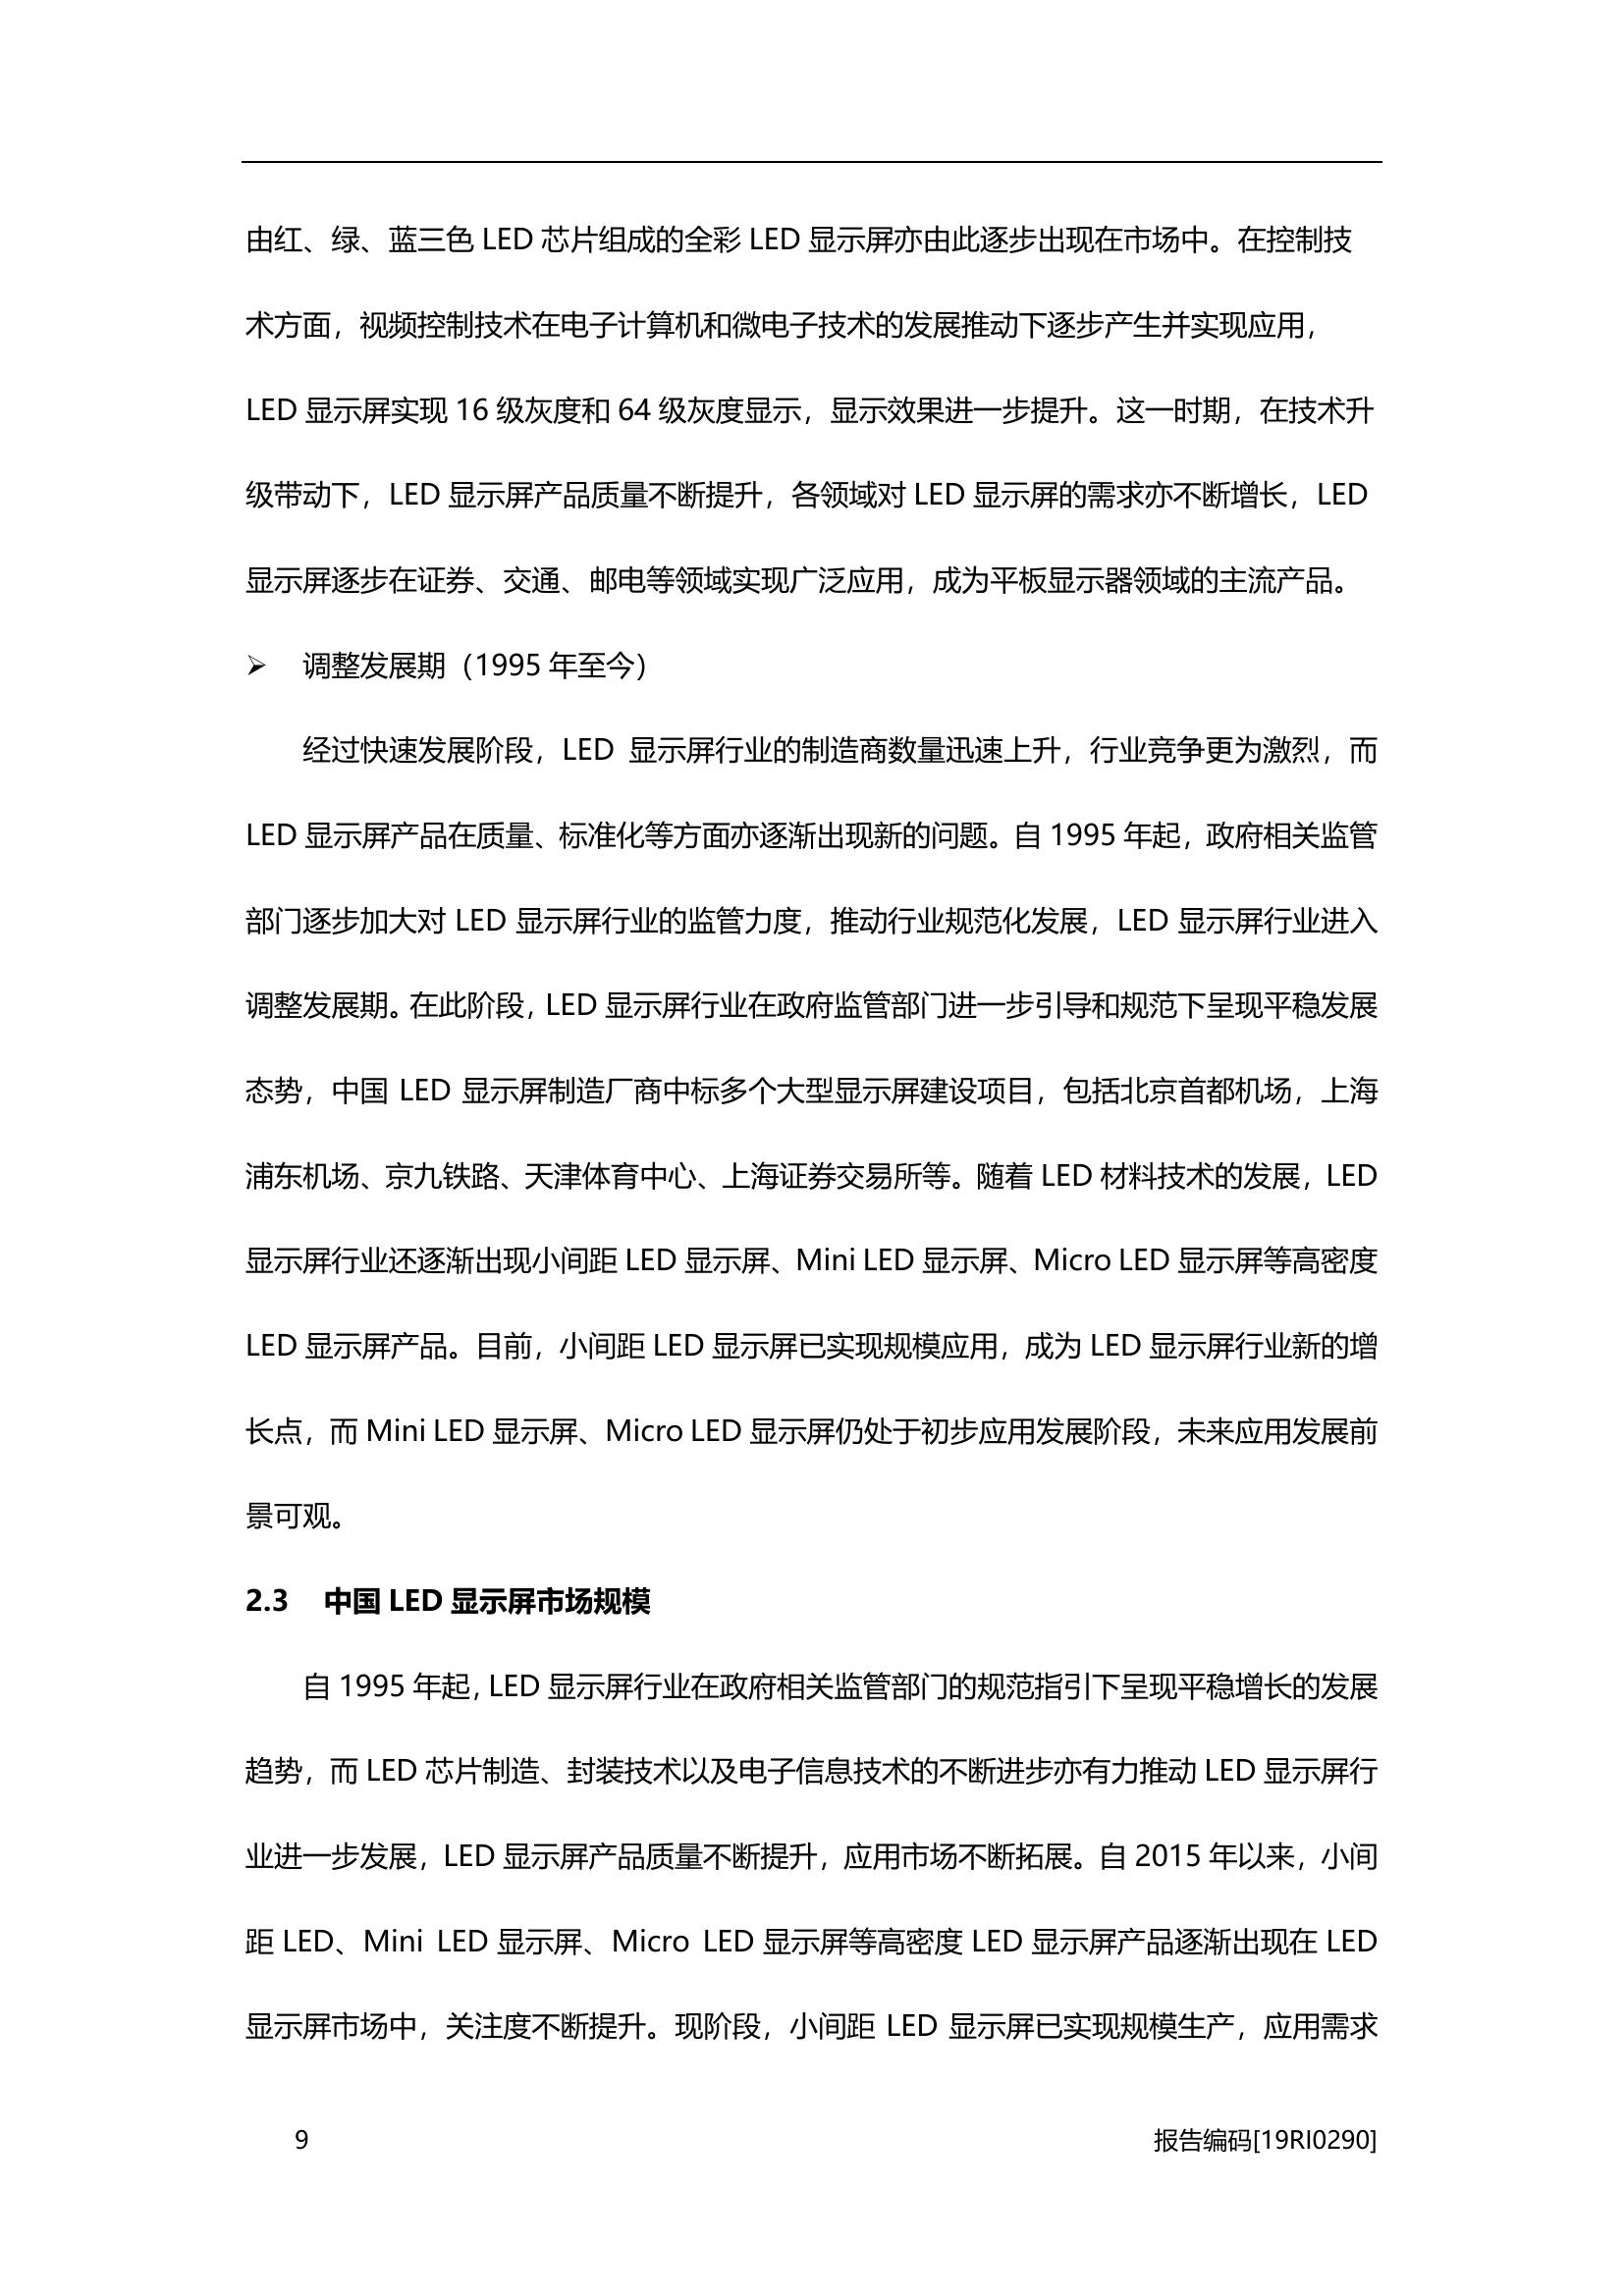 由红、绿、蓝三色 LED 芯片组成的全彩 LED 显示屏亦由此逐步出现在市场中。在控制技
术方面，视频控制技术在电子计算机和微电子技术的发展推动下逐步产生并实现应用，
LED 显示屏实现 16 级灰度和 64 级灰度显示，显示效果进一步提升。这一时期，在技术升
级带动下，LED 显示屏产品质量不断提升，各领域对 LED 显示屏的需求亦不断增长，LED
显示屏逐步在证券、交通、邮电等领域实现广泛应用，成为平板显示器领域的主流产品。
➢ 调整发展期（1995 年至今）
经过快速发展阶段，LED 显示屏行业的制造商数量迅速上升，行业竞争更为激烈，而
LED 显示屏产品在质量、标准化等方面亦逐渐出现新的问题。自 1995 年起，政府相关监管
部门逐步加大对 LED 显示屏行业的监管力度，推动行业规范化发展，LED 显示屏行业进入
调整发展期。在此阶段，LED 显示屏行业在政府监管部门进一步引导和规范下呈现平稳发展
态势，中国 LED 显示屏制造厂商中标多个大型显示屏建设项目，包括北京首都机场，上海
浦东机场、京九铁路、天津体育中心、上海证券交易所等。随着 LED 材料技术的发展，LED
显示屏行业还逐渐出现小间距 LED 显示屏、Mini LED 显示屏、Micro LED 显示屏等高密度
LED 显示屏产品。目前，小间距 LED 显示屏已实现规模应用，成为 LED 显示屏行业新的增
长点，而 Mini LED 显示屏、Micro LED 显示屏仍处于初步应用发展阶段，未来应用发展前
景可观。
2.3 中国 LED 显示屏市场规模
自 1995 年起，LED 显示屏行业在政府相关监管部门的规范指引下呈现平稳增长的发展
趋势，而 LED 芯片制造、封装技术以及电子信息技术的不断进步亦有力推动 LED 显示屏行
业进一步发展，LED 显示屏产品质量不断提升，应用市场不断拓展。自 2015 年以来，小间
距 LED、Mini LED 显示屏、Micro LED 显示屏等高密度 LED 显示屏产品逐渐出现在 LED
显示屏市场中，关注度不断提升。现阶段，小间距 LED 显示屏已实现规模生产，应用需求
9 报告编码[19RI0290]